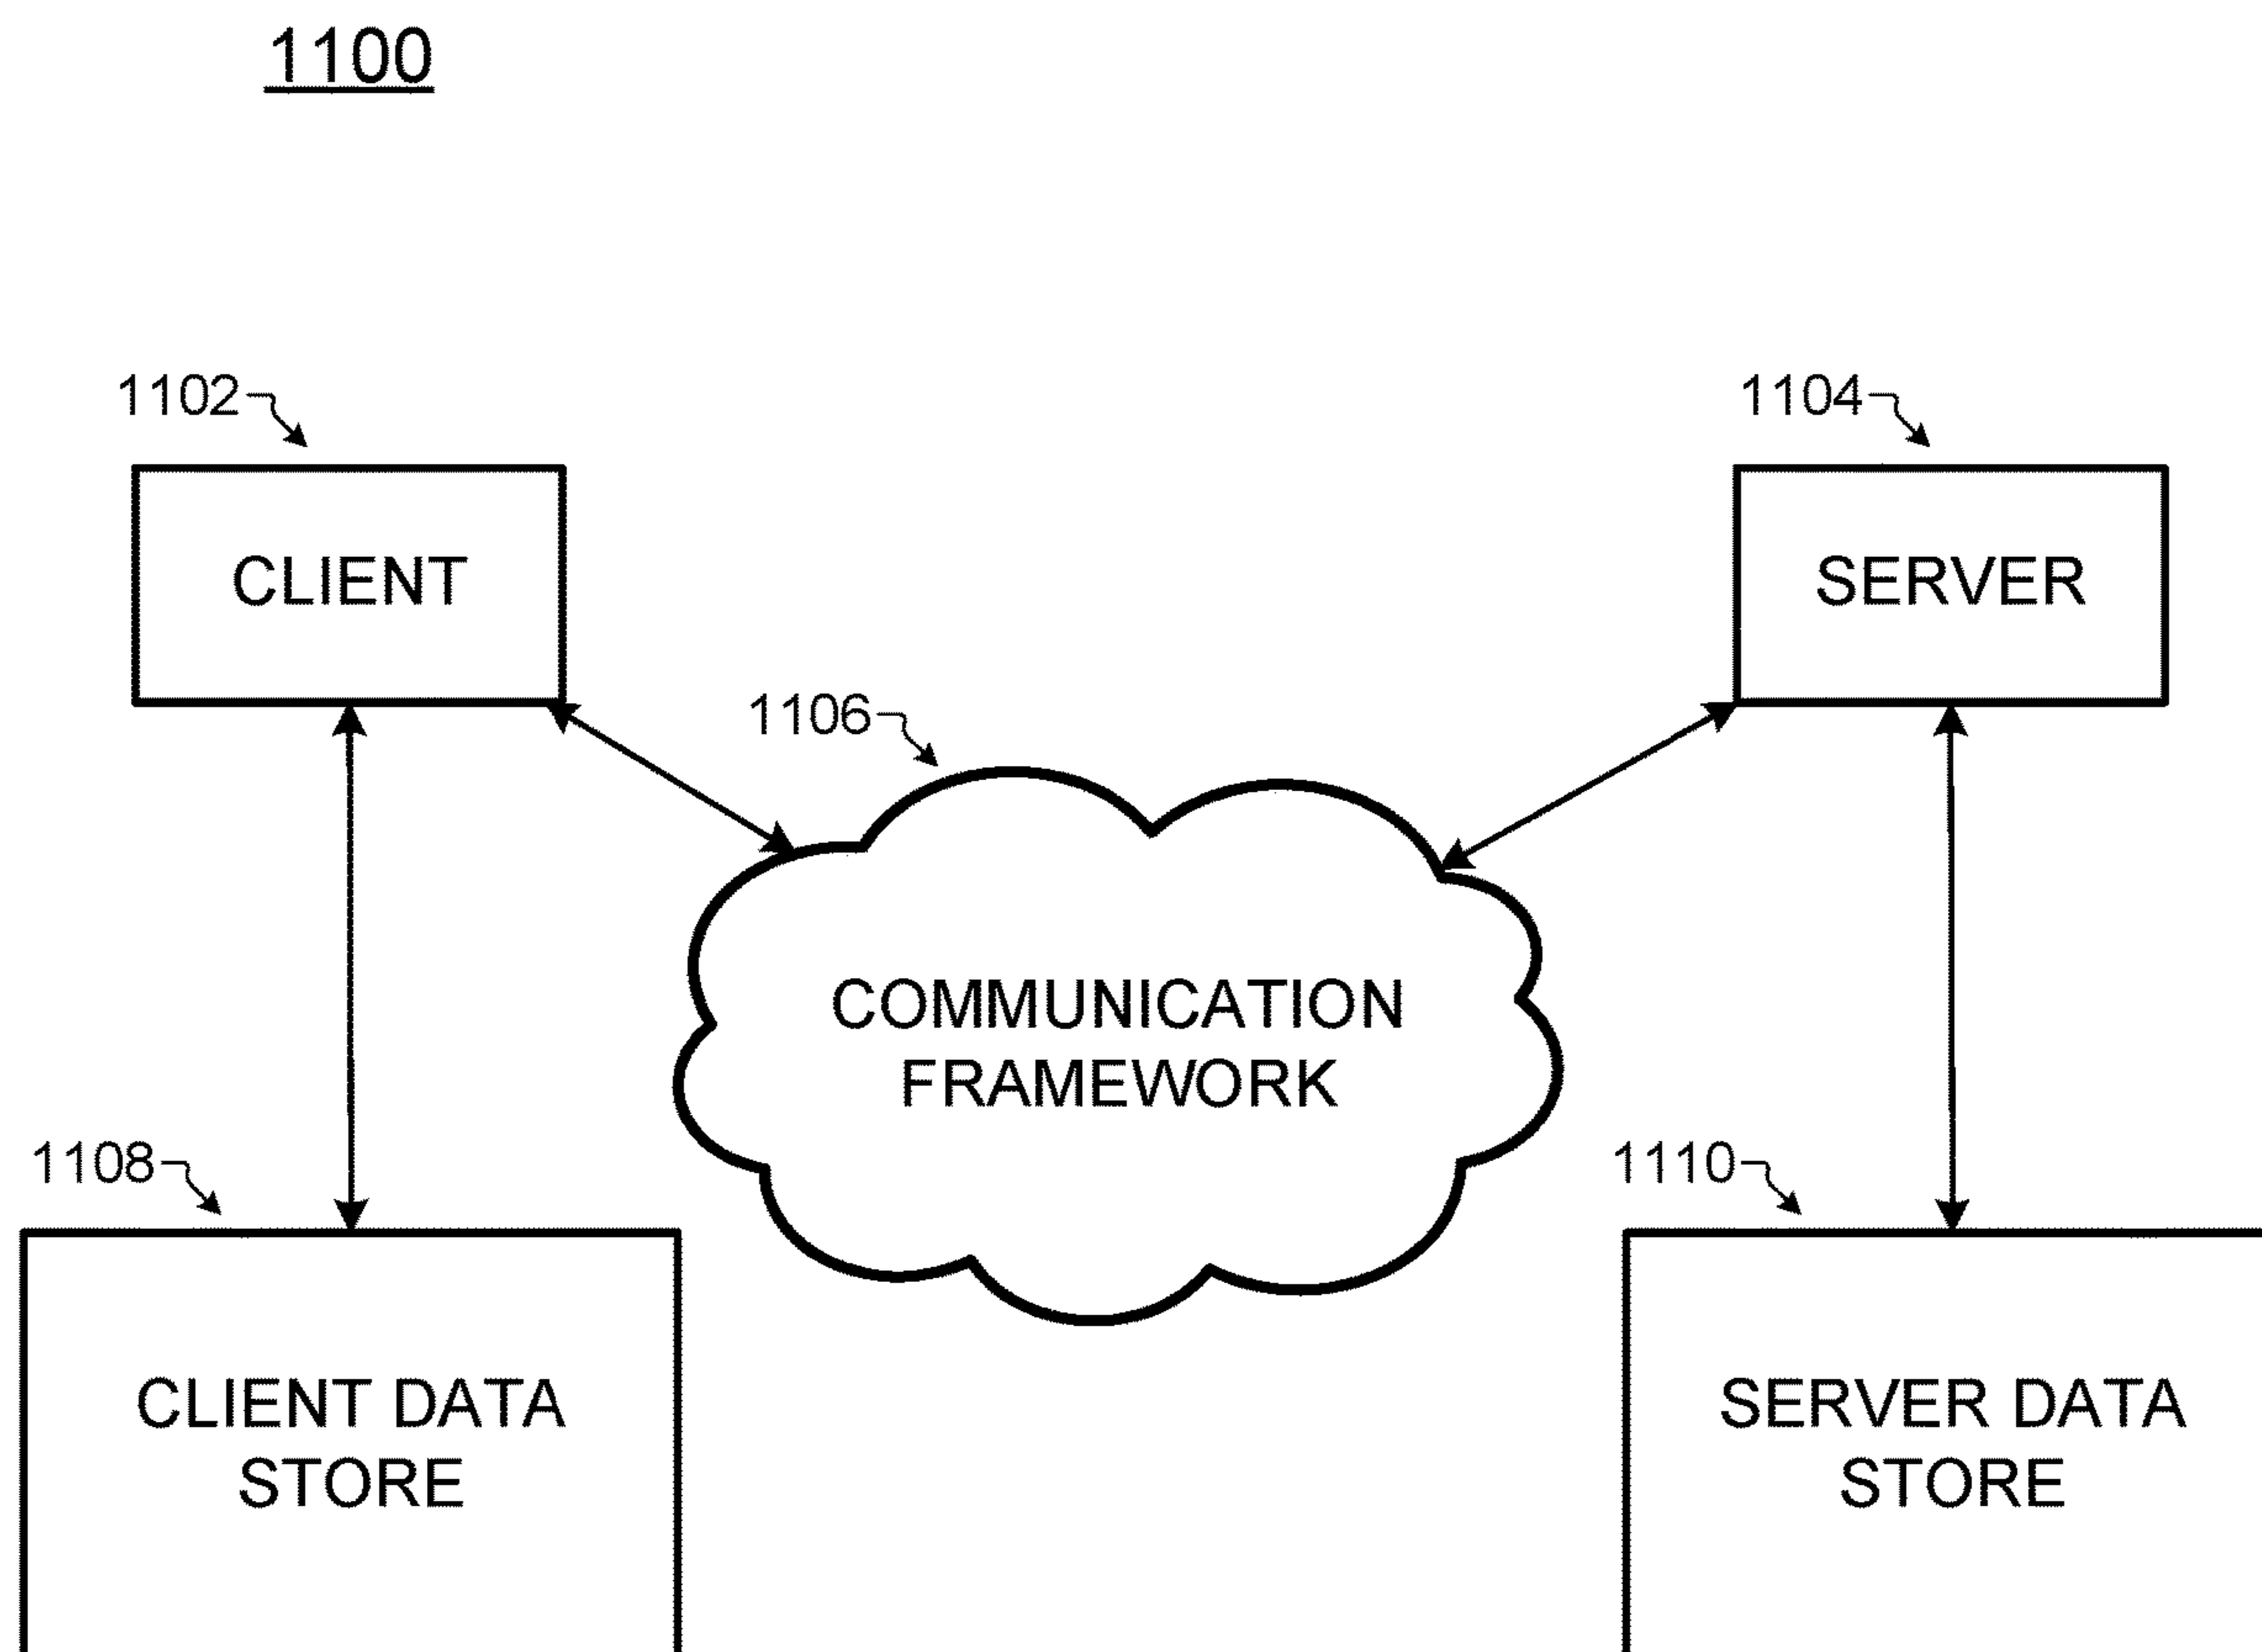 1100
1102
1104
CLIENT
SERVER
1106
COMMUNICATION
FRAMEWORK
1108
1110
CLIENT DATA
STORE
SERVER DATA
STORE